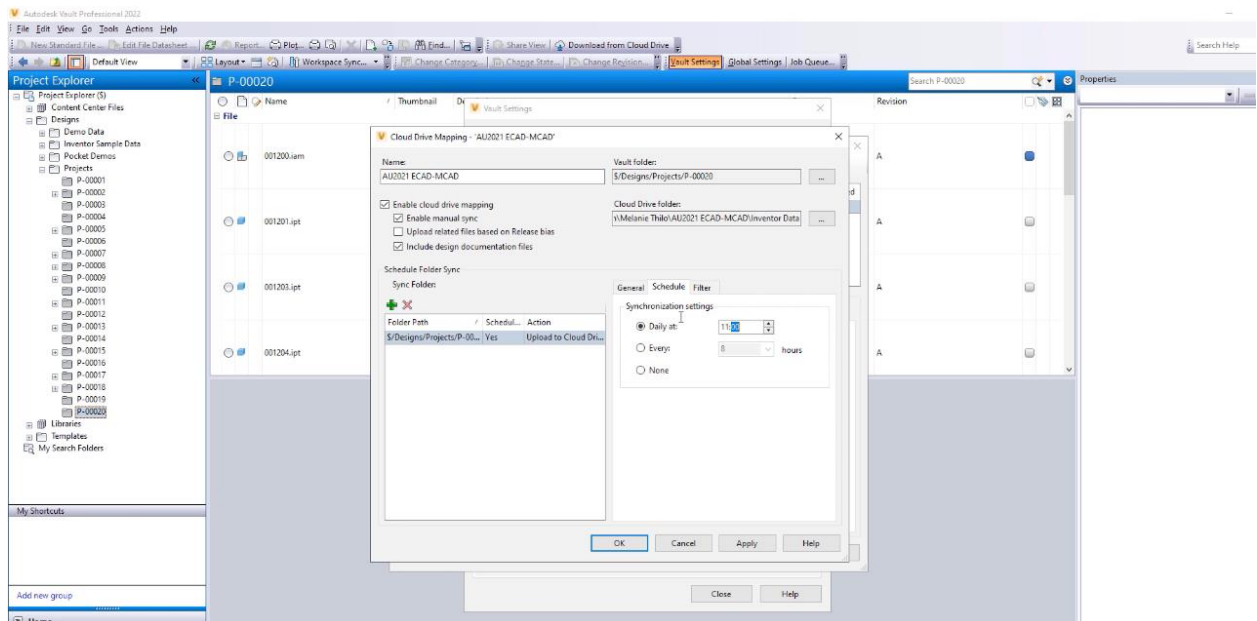 Autodesk Vault Professional 2022
File Edit View Go Tools Actions Help
New Standard File ... Edit File Datasheet ... Report... Plot... Find... Share View Download from Cloud Drive Search Help
Default View Layout Workspace Sync... Change Category... Change State... Change Revision... Vault Settings Global Settings Job Queue...
Project Explorer «
Project Explorer ($)
Content Center Files
Designs
Demo Data
Inventor Sample Data
Pocket Demos
Projects
P-00001
P-00002
P-00003
P-00004
P-00005
P-00006
P-00007
P-00008
P-00009
P-00010
P-00011
P-00012
P-00013
P-00014
P-00015
P-00016
P-00017
P-00018
P-00019
P-00020
Libraries
Templates
My Search Folders
My Shortcuts
Add new group
Home
P-00020 Search P-00020
Name Thumbnail Revision
File
001200.iam A
001201.ipt A
001203.ipt A
001204.ipt A
Properties
Vault Settings
Cloud Drive Mapping - 'AU2021 ECAD-MCAD'
Name: Vault folder:
AU2021 ECAD-MCAD $/Designs/Projects/P-00020 ...
Enable cloud drive mapping Cloud Drive folder:
Enable manual sync \Melanie Thilo\AU2021 ECAD-MCAD\Inventor Data ...
Upload related files based on Release bias
Include design documentation files
Schedule Folder Sync
Sync Folder: General Schedule Filter
Synchronization settings
Folder Path Schedul... Action Daily at: 11:00
$/Designs/Projects/P-00... Yes Upload to Cloud Dri...
Every: 8 hours
None
OK Cancel Apply Help
Close Help